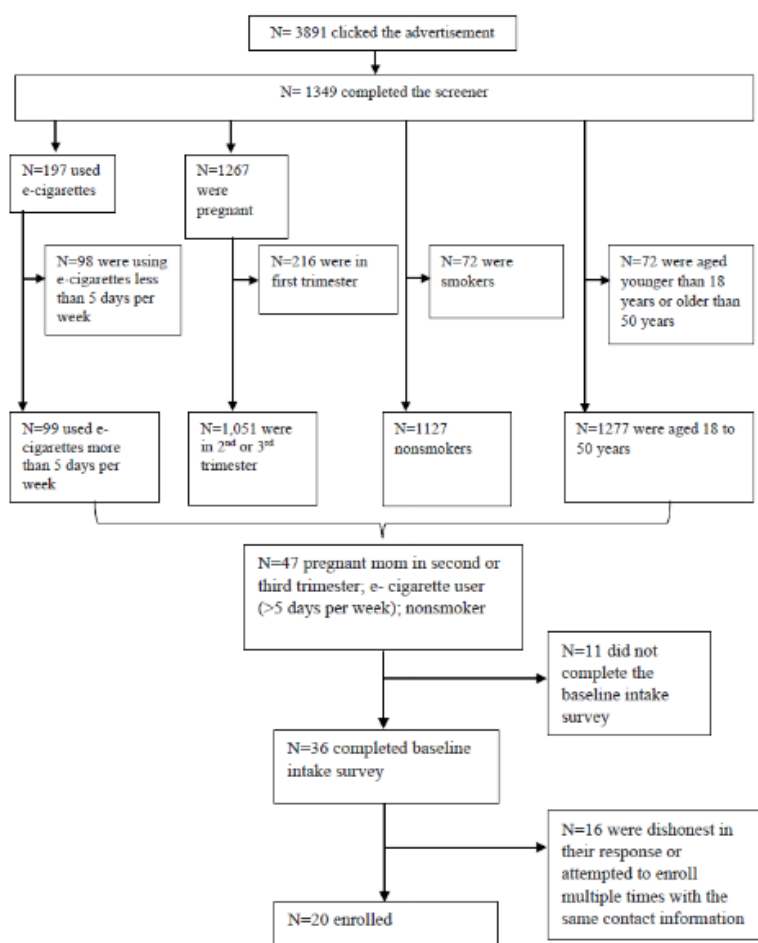 N= 3891 clicked the advertisement
N= 1349 completed the screener
N=197 used
e-cigarettes
N=1267
were
pregnant
N=98 were using
e-cigarettes less
than 5 days per
week
N=216 were in
first trimester
N=72 were
smokers
N=72 were aged
younger than 18
years or older than
50 years
N=99 used e-
cigarettes more
than 5 days per
week
N=1,051 were
in 2nd or 3rd
trimester
N=1127
nonsmokers
N=1277 were aged 18 to
50 years
N=47 pregnant mom in second or
third trimester; e- cigarette user
(>5 days per week); nonsmoker
N=11 did not
complete the
baseline intake
survey
N=36 completed baseline
intake survey
N=16 were dishonest in
their response or
attempted to enroll
multiple times with the
same contact information
N=20 enrolled